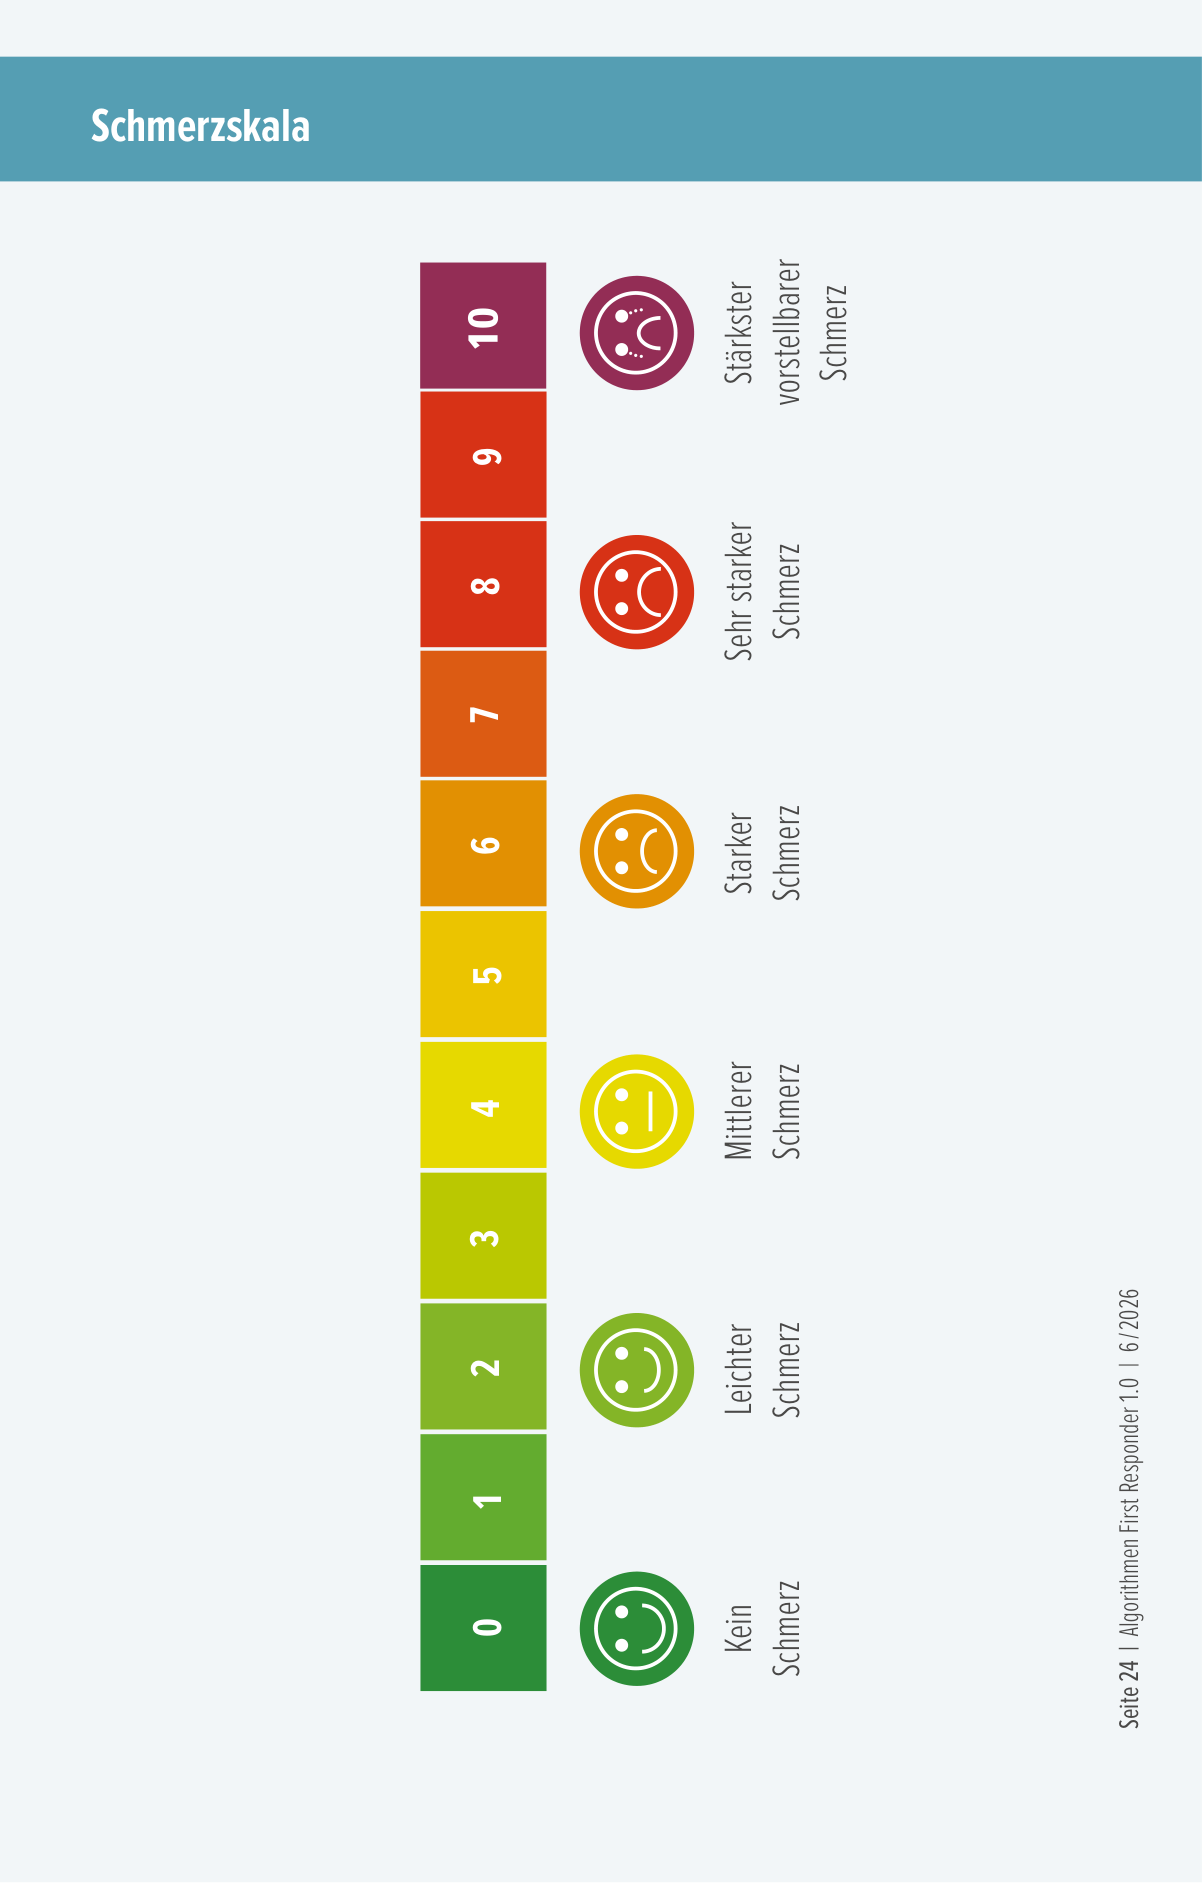 Schmerzskala
0
1
2
3
4
5
6
7
8
9
10
Kein
Schmerz
Leichter
Schmerz
Mittlerer
Schmerz
Starker
Schmerz
Sehr starker
Schmerz
Stärkster
vorstellbarer
Schmerz
Seite 24 I Algorithmen First Responder 1.0 I 6/2026